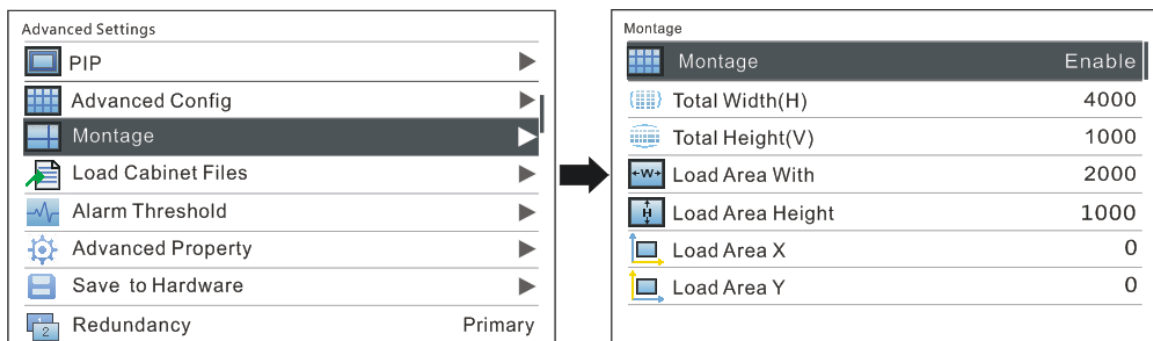 Advanced Settings
PIP
Advanced Config
Montage
Load Cabinet Files
Alarm Threshold
Advanced Property
Save to Hardware
2 Redundancy Primary
Montage
Montage Enable
Total Width(H) 4000
Total Height(V) 1000
W Load Area With 2000
H Load Area Height 1000
Load Area X 0
Load Area Y 0